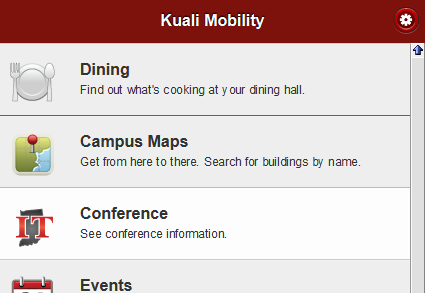 Kuali Mobility
Dining
Find out what's cooking at your dining hall.
Campus Maps
Get from here to there. Search for buildings by name.
IT
Conference
See conference information.
Events